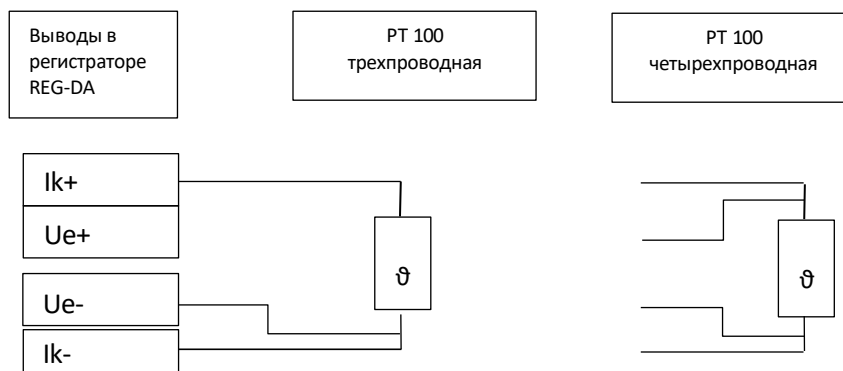 Выводы в
регистраторе
REG-DA
PT 100
трехпроводная
PT 100
четырехпроводная
Ik+
Ue+
Ue-
Ik-
ϑ
ϑ